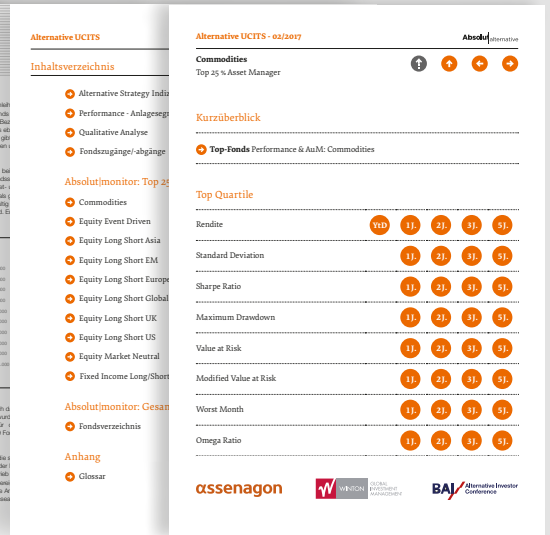 Alternative UCITS
Inhaltsverzeichnis
Alternative Strategy Indiz
Performance - Anlagesegr
Qualitative Analyse
Fondszugänge/-abgänge
Absolut|monitor: Top 25
Commodities
Equity Event Driven
Equity Long Short Asia
Equity Long Short EM
Equity Long Short Europe
Equity Long Short Global
Equity Long Short UK
Equity Long Short US
Equity Market Neutral
Fixed Income Long/Short
Absolut|monitor: Gesan
Fondsverzeichnis
Anhang
Glossar
Alternative UCITS - 02/2017
Absolut|alternative
Commodities
Top 25 % Asset Manager
Kurzüberblick
Top-Fonds Performance & AuM: Commodities
Top Quartile
Rendite YtD 1J. 2J. 3J. 5J.
Standard Deviation 1J. 2J. 3J. 5J.
Sharpe Ratio 1J. 2J. 3J. 5J.
Maximum Drawdown 1J. 2J. 3J. 5J.
Value at Risk 1J. 2J. 3J. 5J.
Modified Value at Risk 1J. 2J. 3J. 5J.
Worst Month 1J. 2J. 3J. 5J.
Omega Ratio 1J. 2J. 3J. 5J.
assenagon
WINTON
GLOBAL
INVESTMENT
MANAGEMENT
BAI
Alternative Investor
Conference